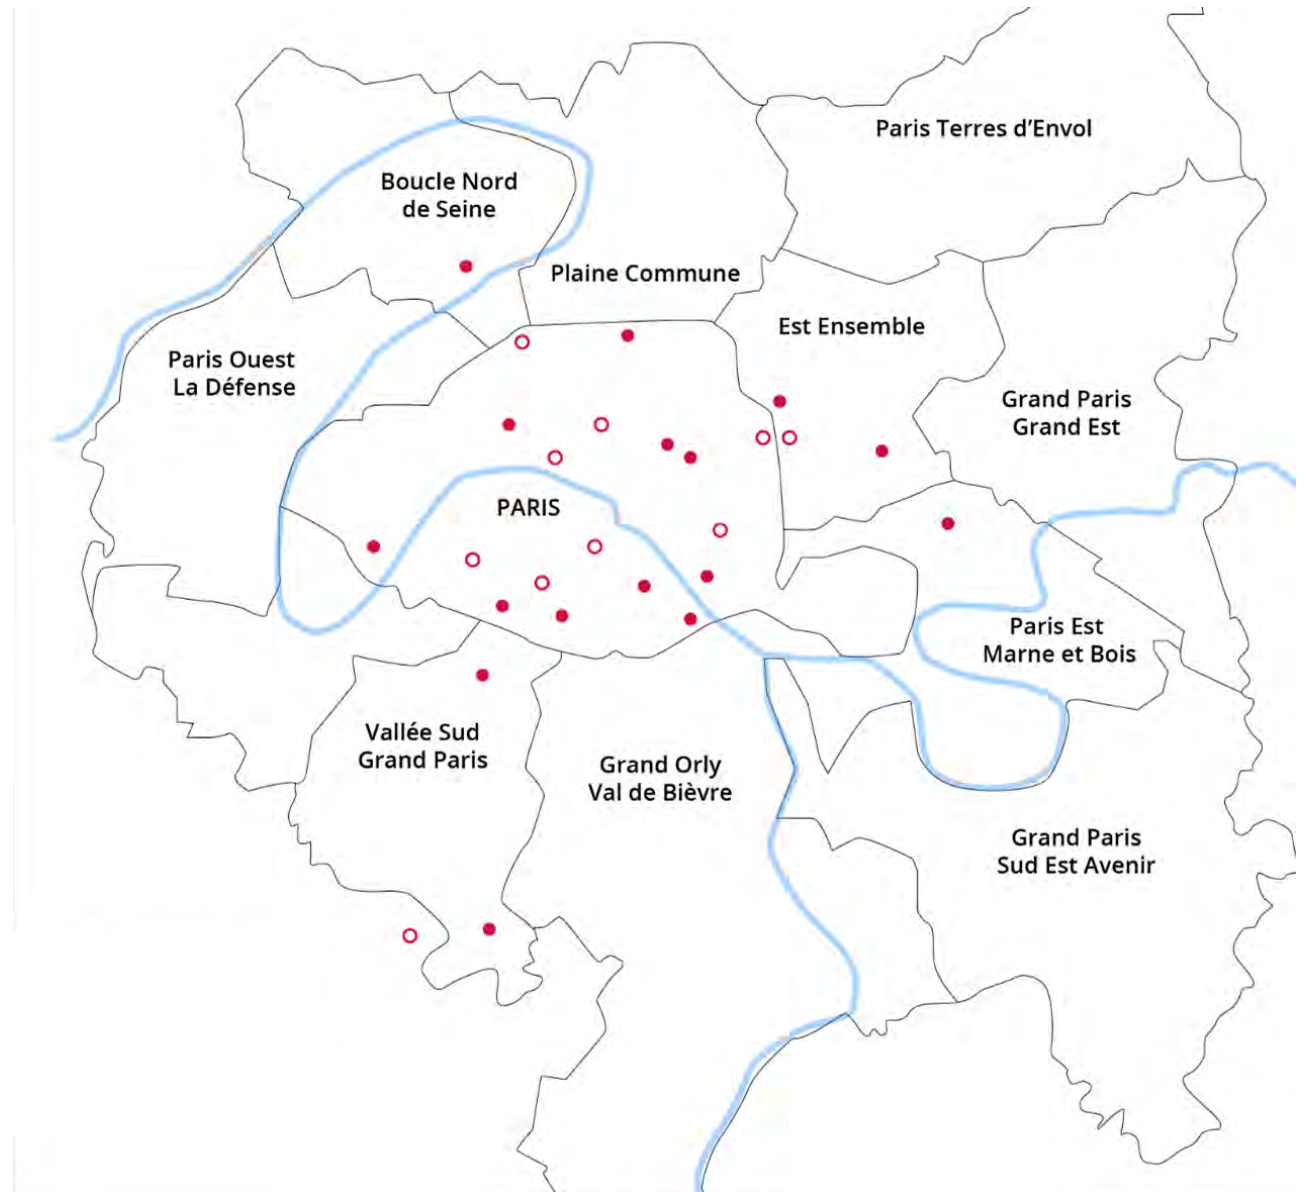 Paris Terres d’Envol
Boucle Nord
de Seine
Plaine Commune
Est Ensemble
Paris Ouest
La Défense
Grand Paris
Grand Est
PARIS
Paris Est
Marne et Bois
Vallée Sud
Grand Paris
Grand Orly
Val de Bièvre
Grand Paris
Sud Est Avenir